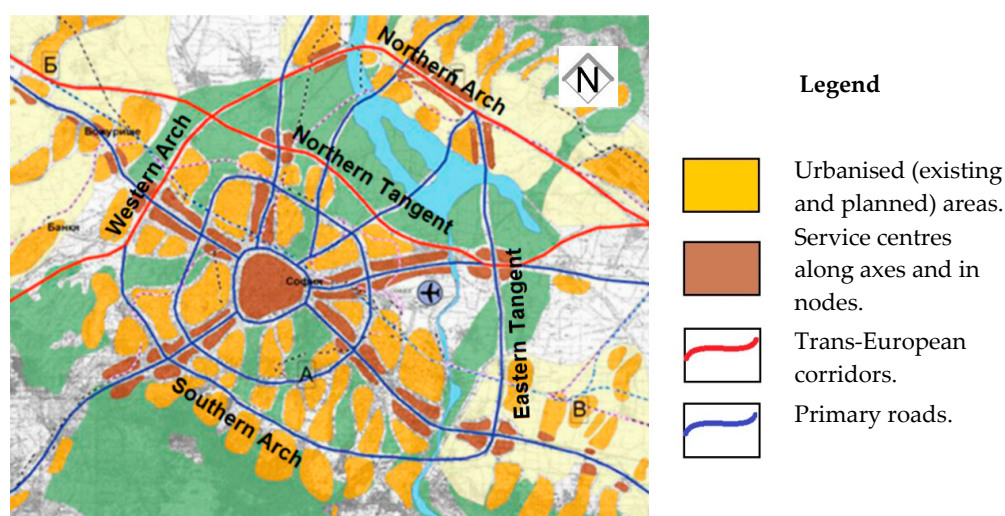 Northern Arch
N
Б
Божурище
Western Arch
Northern Tangent
Банкя
София
Eastern Tangent
А
В
Southern Arch
Legend
Urbanised (existing
and planned) areas.
Service centres
along axes and in
nodes.
Trans-European
corridors.
Primary roads.